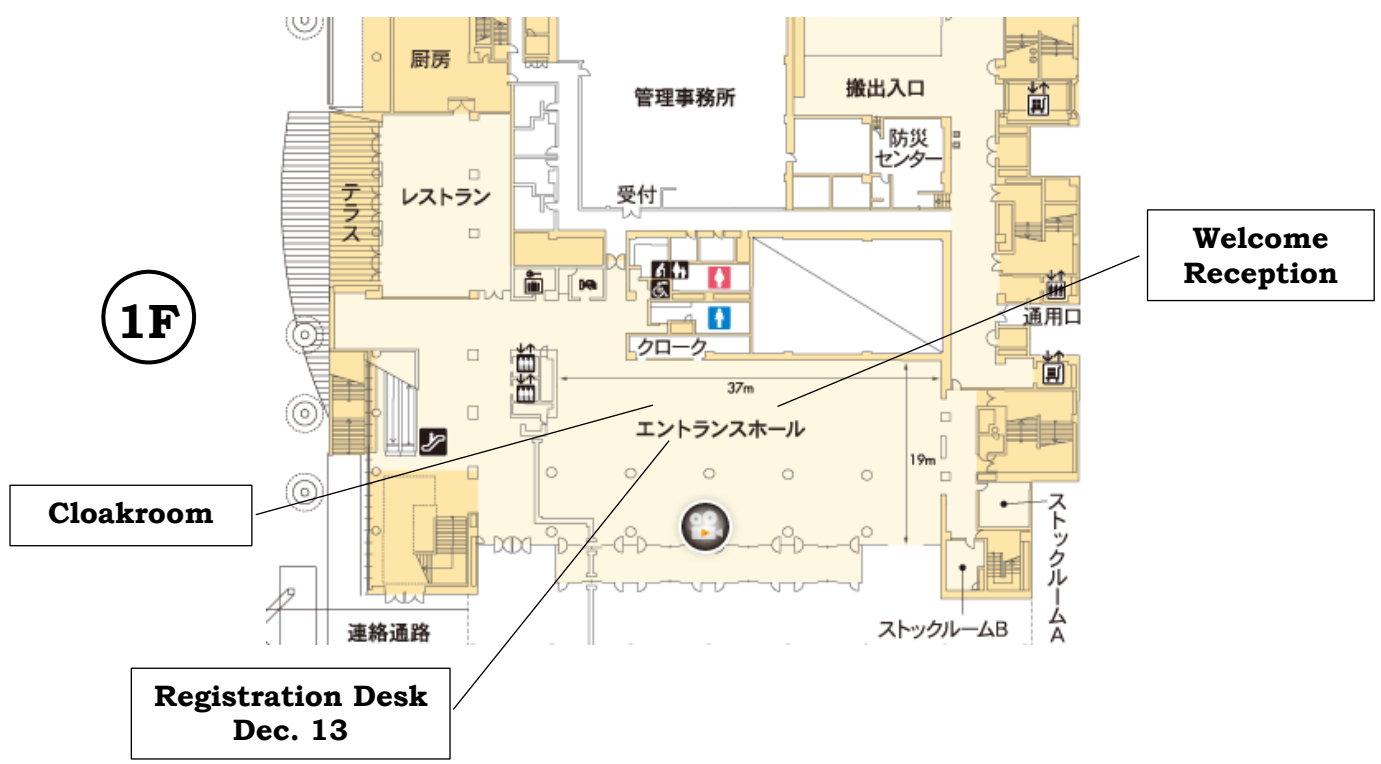 厨房
管理事務所
搬出入口
防災
センター
テラス
レストラン
受付
Welcome
Reception
1F
通用口
クローク
37m
エントランスホール
19m
Cloakroom
ストックルームA
ストックルームB
連絡通路
Registration Desk
Dec. 13